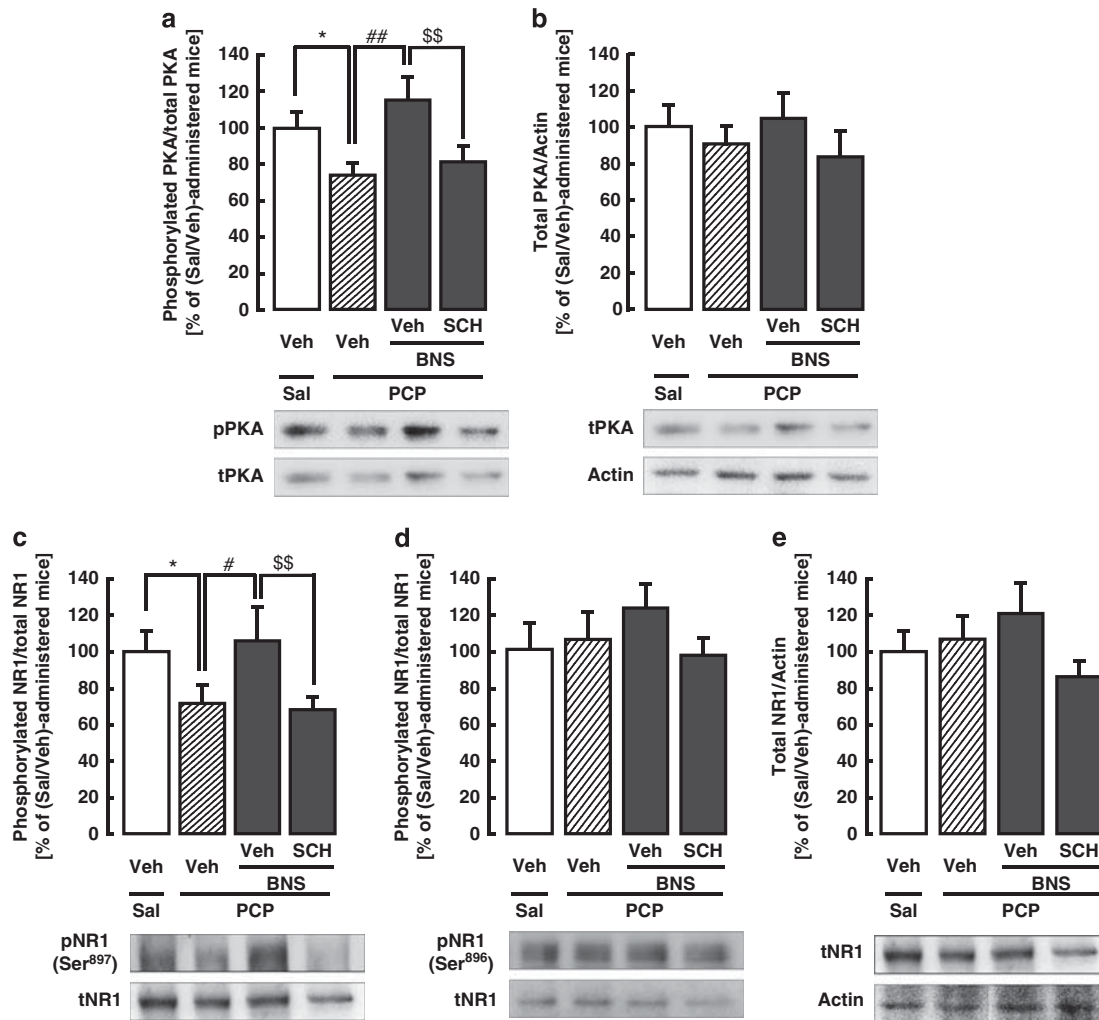 a
Phosphorylated PKA/total PKA
[% of (Sal/Veh)-administered mice]
140
120
100
80
60
40
20
0
* ## $$
Veh Veh Veh SCH
BNS
Sal PCP
pPKA
tPKA
b
Total PKA/Actin
[% of (Sal/Veh)-administered mice]
140
120
100
80
60
40
20
0
Veh Veh Veh SCH
BNS
Sal PCP
tPKA
Actin
c
Phosphorylated NR1/total NR1
[% of (Sal/Veh)-administered mice]
140
120
100
80
60
40
20
0
* # $$
Veh Veh Veh SCH
BNS
Sal PCP
pNR1
(Ser897)
tNR1
d
Phosphorylated NR1/total NR1
[% of (Sal/Veh)-administered mice]
140
120
100
80
60
40
20
0
Veh Veh Veh SCH
BNS
Sal PCP
pNR1
(Ser896)
tNR1
e
Total NR1/Actin
[% of (Sal/Veh)-administered mice]
140
120
100
80
60
40
20
0
Veh Veh Veh SCH
BNS
Sal PCP
tNR1
Actin